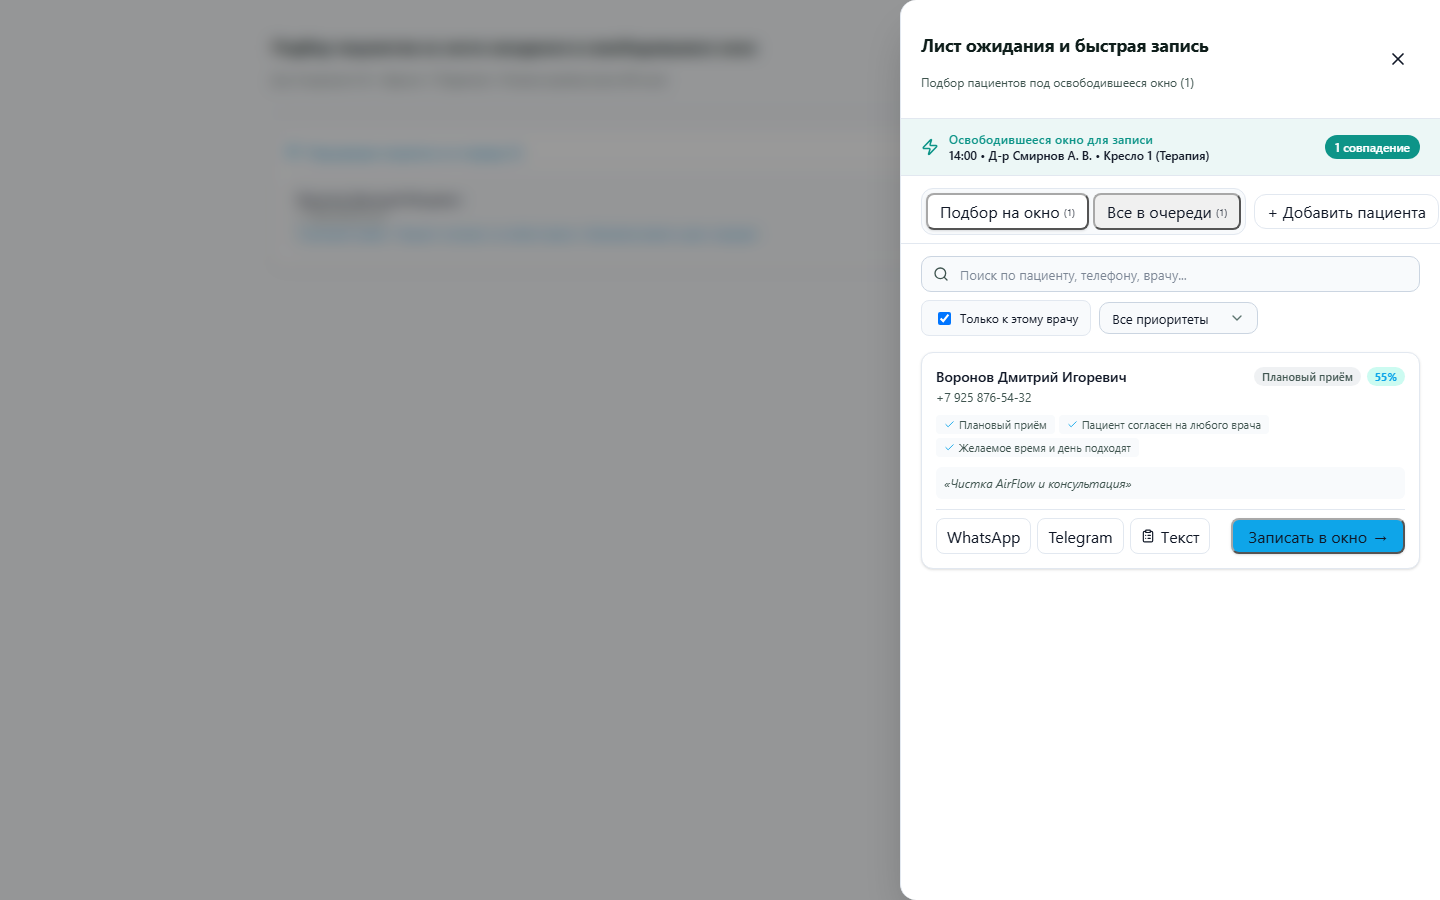 Лист ожидания и быстрая запись
Подбор пациентов под освободившееся окно (1)
Освободившееся окно для записи
14:00 • Д-р Смирнов А. В. • Кресло 1 (Терапия)
1 совпадение
Подбор на окно (1)
Все в очереди (1)
+ Добавить пациента
Поиск по пациенту, телефону, врачу...
Только к этому врачу
Все приоритеты
Воронов Дмитрий Игоревич
Плановый приём
55%
+7 925 876-54-32
Плановый приём
Пациент согласен на любого врача
Желаемое время и день подходят
«Чистка AirFlow и консультация»
WhatsApp
Telegram
Текст
Записать в окно →